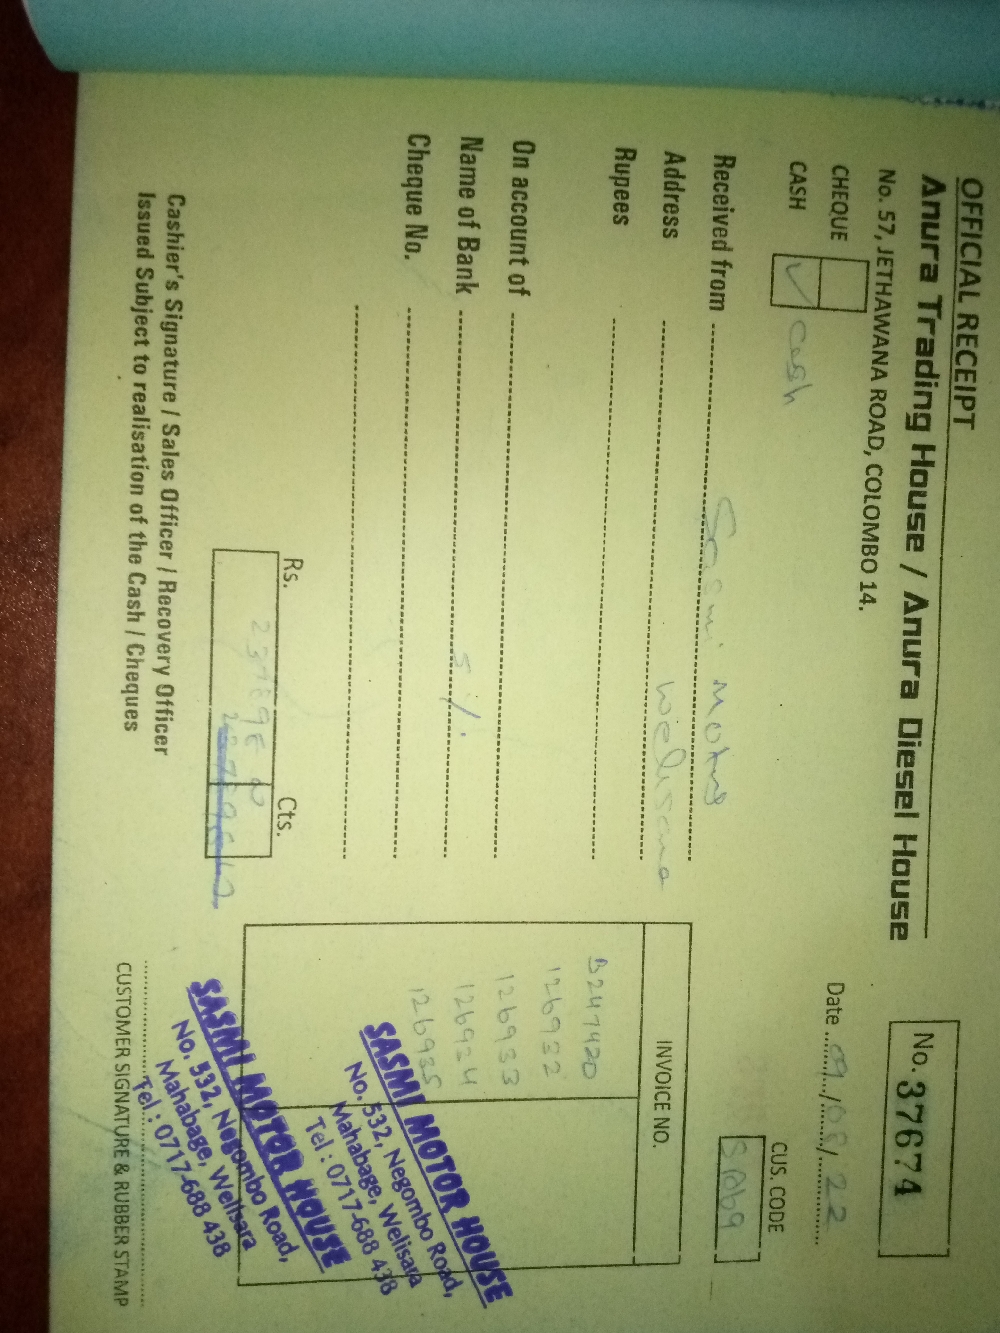 OFFICIAL RECEIPT
Anura Trading House / Anura Diesel House
No. 57, JETHAWANA ROAD, COLOMBO 14.
No. 37674
CHEQUE
CASH ✓ Cash
Date 09/08/22
CUS. CODE
Received from Sasmi Motors
Address Welisara
Rupees
On account of
Name of Bank 5%.
Cheque No.
INVOICE NO.
B247420
126932
126933
126934
126935
Rs.
Cts.
Cashier's Signature / Sales Officer / Recovery Officer
Issued Subject to realisation of the Cash / Cheques
SASMI MOTOR HOUSE
No. 532, Negombo Road,
Mahabage, Welisara
Tel : 0717-688 438
SASMI MOTOR HOUSE
No. 532, Negombo Road,
Mahabage, Welisara
Tel : 0717-688 438
CUSTOMER SIGNATURE & RUBBER STAMP